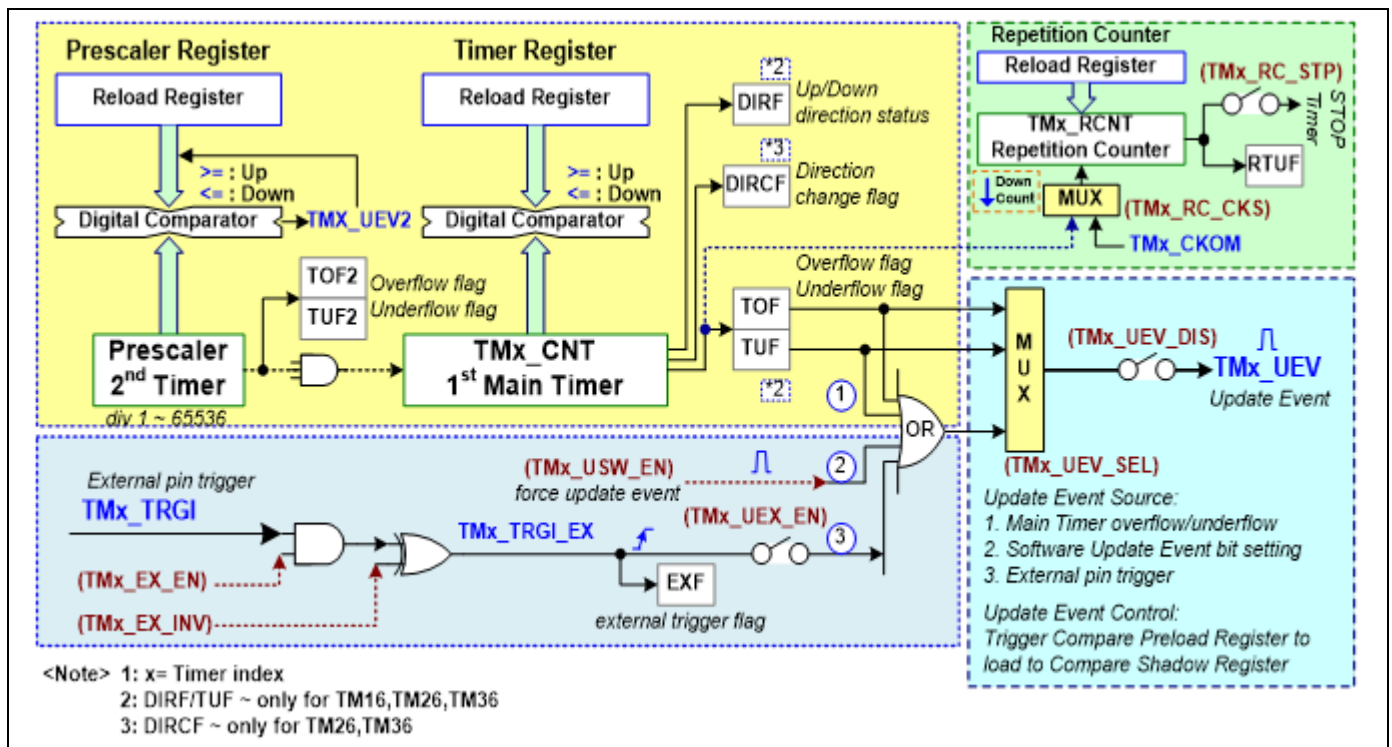 Prescaler Register
Reload Register
>= : Up
<= : Down
Digital Comparator
TMX_UEV2
TOF2
TUF2
Overflow flag
Underflow flag
Prescaler
2nd Timer
div 1 ~ 65536
Timer Register
Reload Register
>= : Up
<= : Down
Digital Comparator
TMx_CNT
1st Main Timer
*2
DIRF
Up/Down
direction status
*3
DIRCF
Direction
change flag
Overflow flag
Underflow flag
TOF
TUF
*2
1
OR
External pin trigger
TMx_TRGI
(TMx_EX_EN)
(TMx_EX_INV)
TMx_TRGI_EX
EXF
external trigger flag
(TMx_USW_EN)
force update event
2
(TMx_UEX_EN)
3
Repetition Counter
Reload Register
TMx_RCNT
Repetition Counter
(TMx_RC_STP)
STOP
Timer
RTUF
Down
Count
MUX
(TMx_RC_CKS)
TMx_CKOM
MUX
(TMx_UEV_SEL)
(TMx_UEV_DIS)
TMx_UEV
Update Event
Update Event Source:
1. Main Timer overflow/underflow
2. Software Update Event bit setting
3. External pin trigger
Update Event Control:
Trigger Compare Preload Register to
load to Compare Shadow Register
<Note> 1: x= Timer index
2: DIRF/TUF ~ only for TM16,TM26,TM36
3: DIRCF ~ only for TM26,TM36